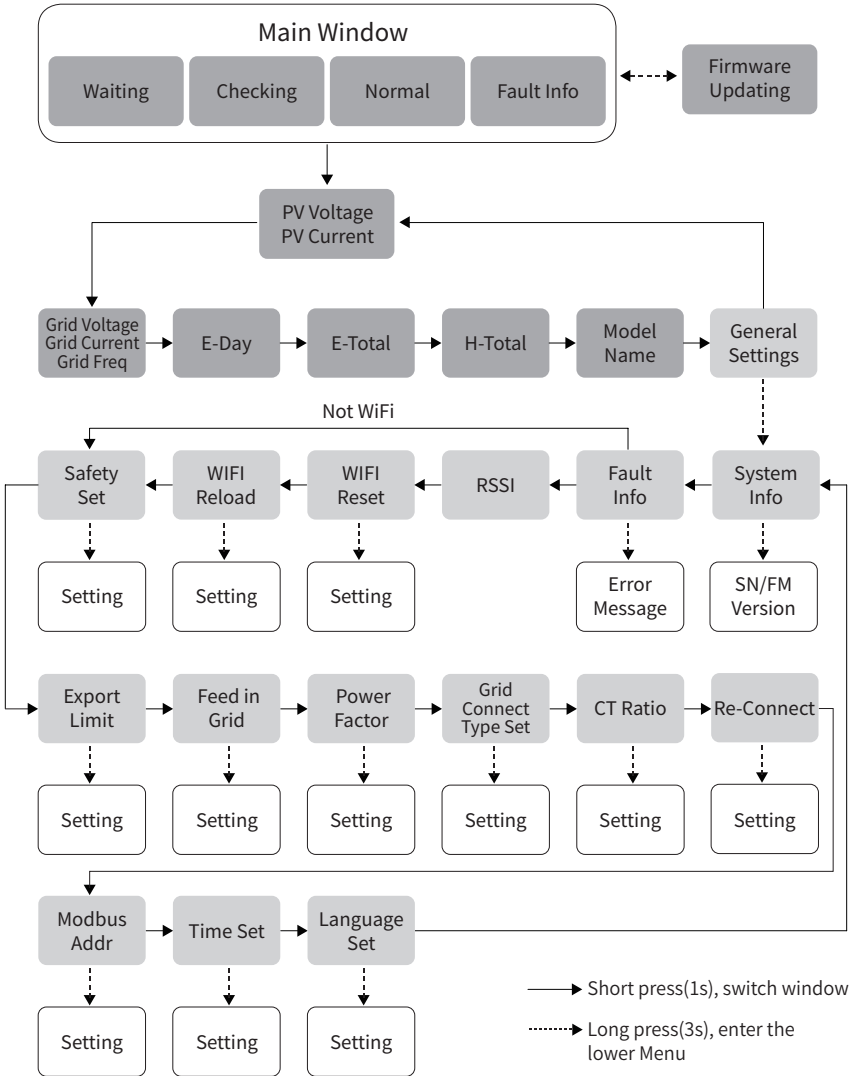 Main Window
Waiting
Checking
Normal
Fault Info
Firmware
Updating
PV Voltage
PV Current
Grid Voltage
Grid Current
Grid Freq
E-Day
E-Total
H-Total
Model
Name
General
Settings
Not WiFi
Safety
Set
WIFI
Reload
WIFI
Reset
RSSI
Fault
Info
System
Info
Setting
Setting
Setting
Error
Message
SN/FM
Version
Export
Limit
Feed in
Grid
Power
Factor
Grid
Connect
Type Set
CT Ratio
Re-Connect
Setting
Setting
Setting
Setting
Setting
Setting
Modbus
Addr
Time Set
Language
Set
Setting
Setting
Setting
Short press(1s), switch window
Long press(3s), enter the
lower Menu